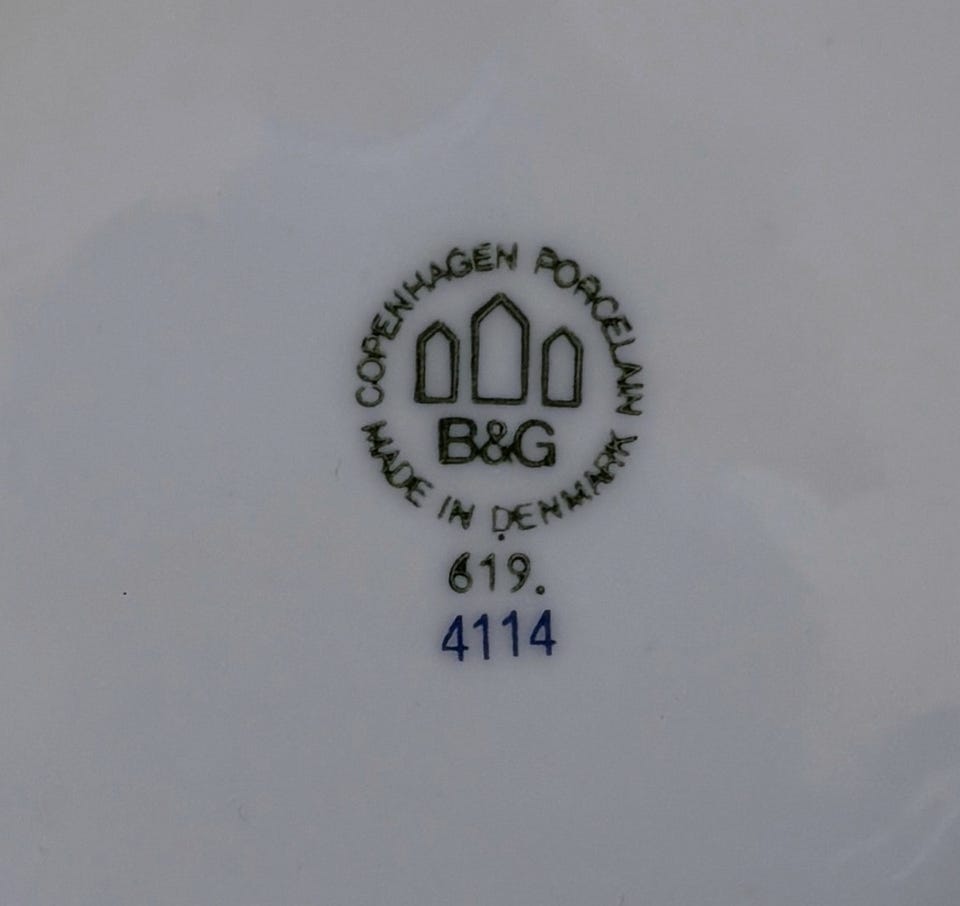 COPENHAGEN PORCELAIN
B&G
MADE IN DENMARK
619.
4114